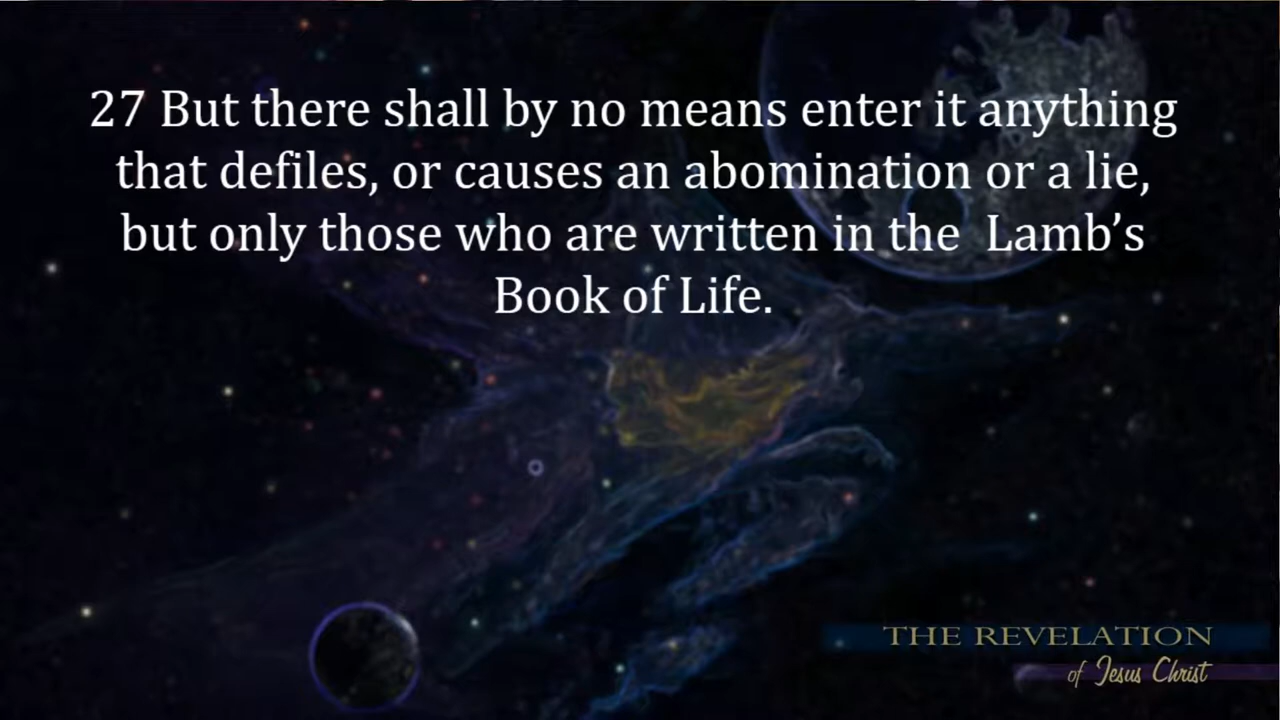 27 But there shall by no means enter it anything
that defiles, or causes an abomination or a lie,
but only those who are written in the  Lamb’s
Book of Life.
THE REVELATION
of Jesus Christ